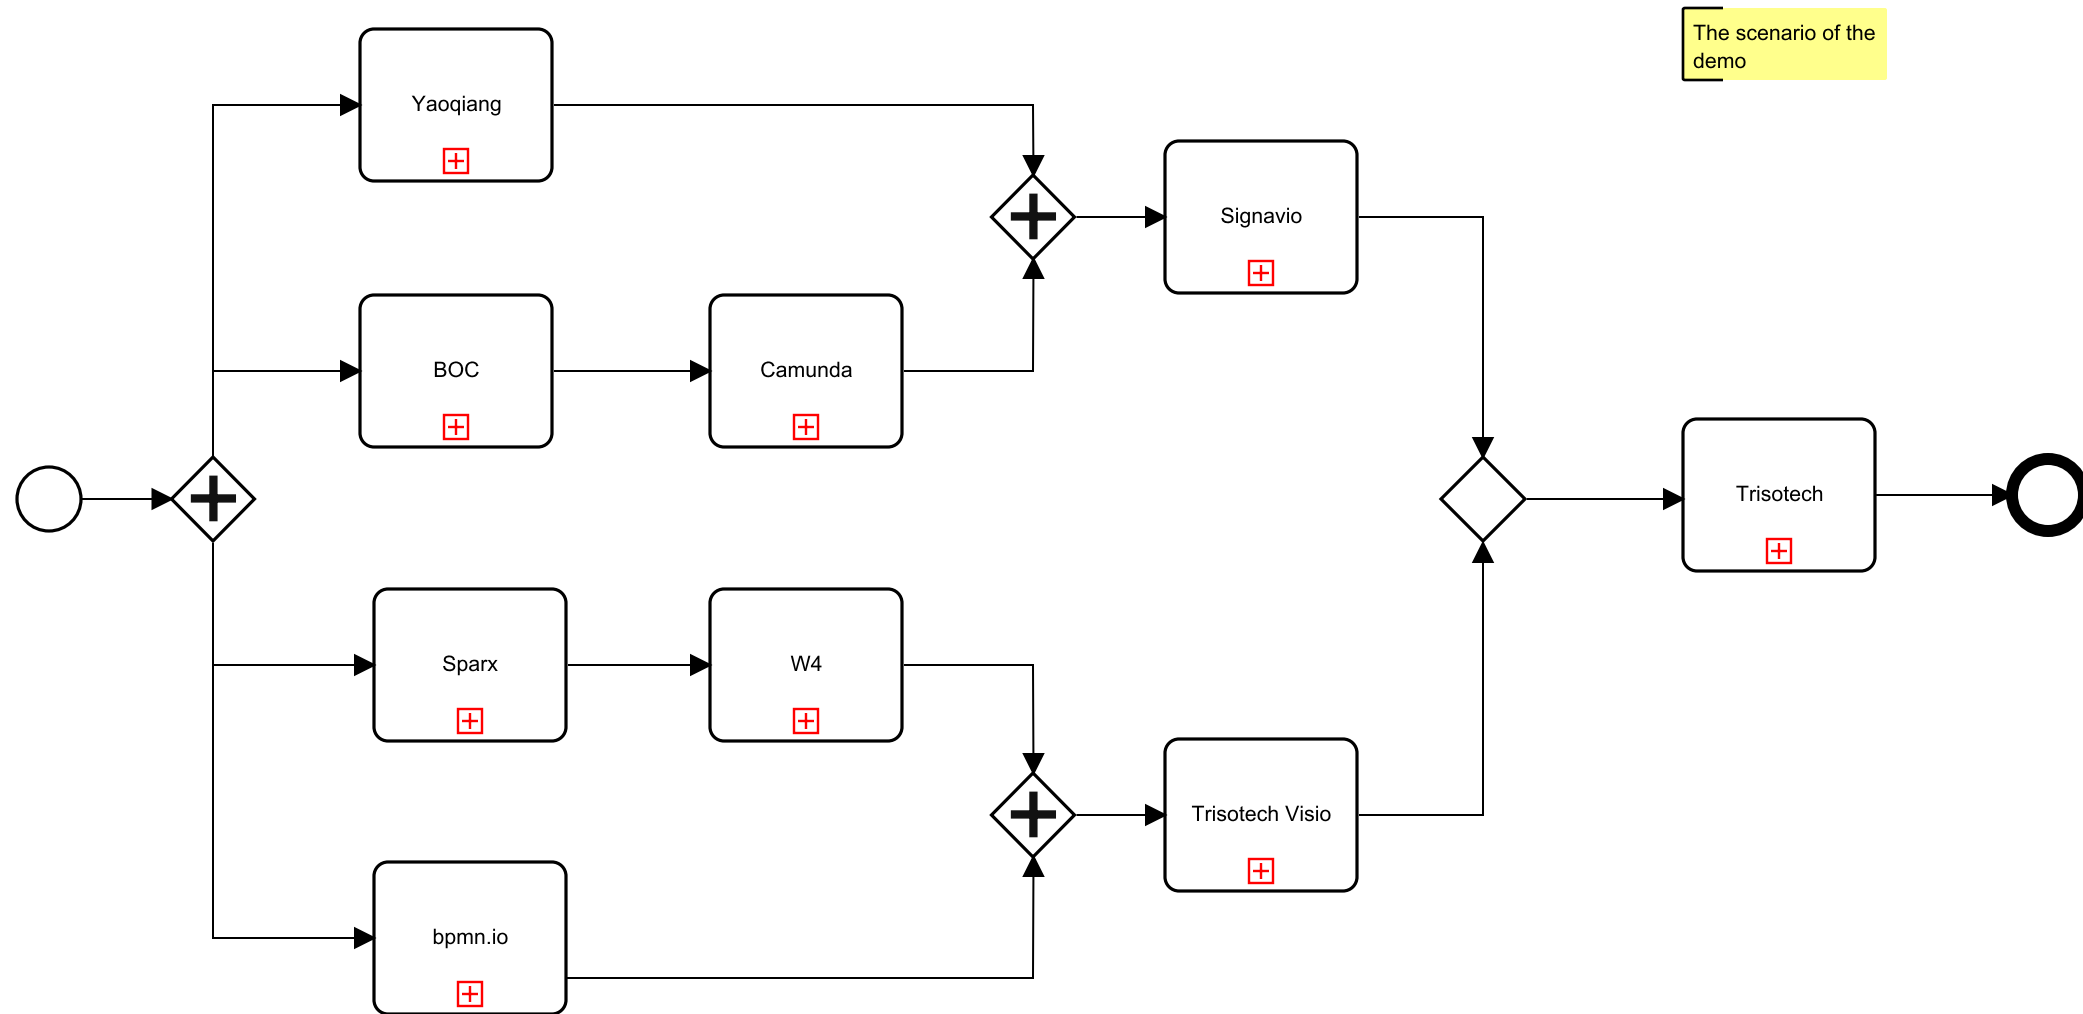 The scenario of the
demo
Yaoqiang
Signavio
BOC
Camunda
Trisotech
Sparx
W4
Trisotech Visio
bpmn.io